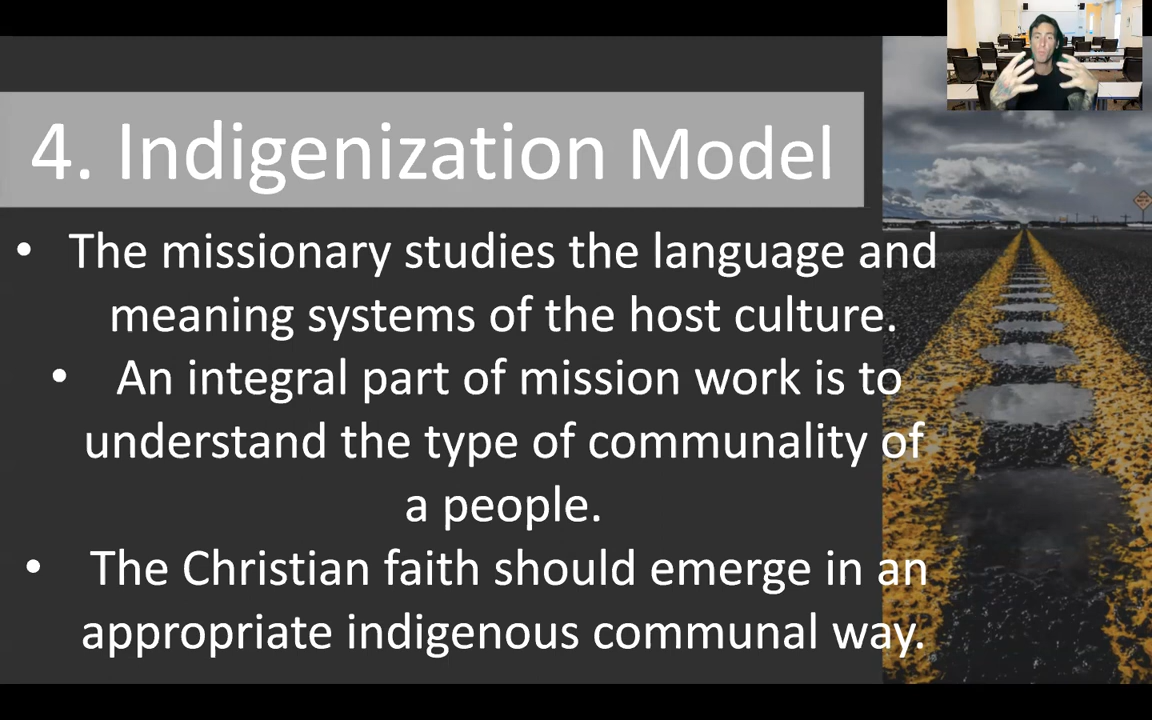 4. Indigenization Model
• The missionary studies the language and
meaning systems of the host culture.
• An integral part of mission work is to
understand the type of communality of
a people.
• The Christian faith should emerge in an
appropriate indigenous communal way.